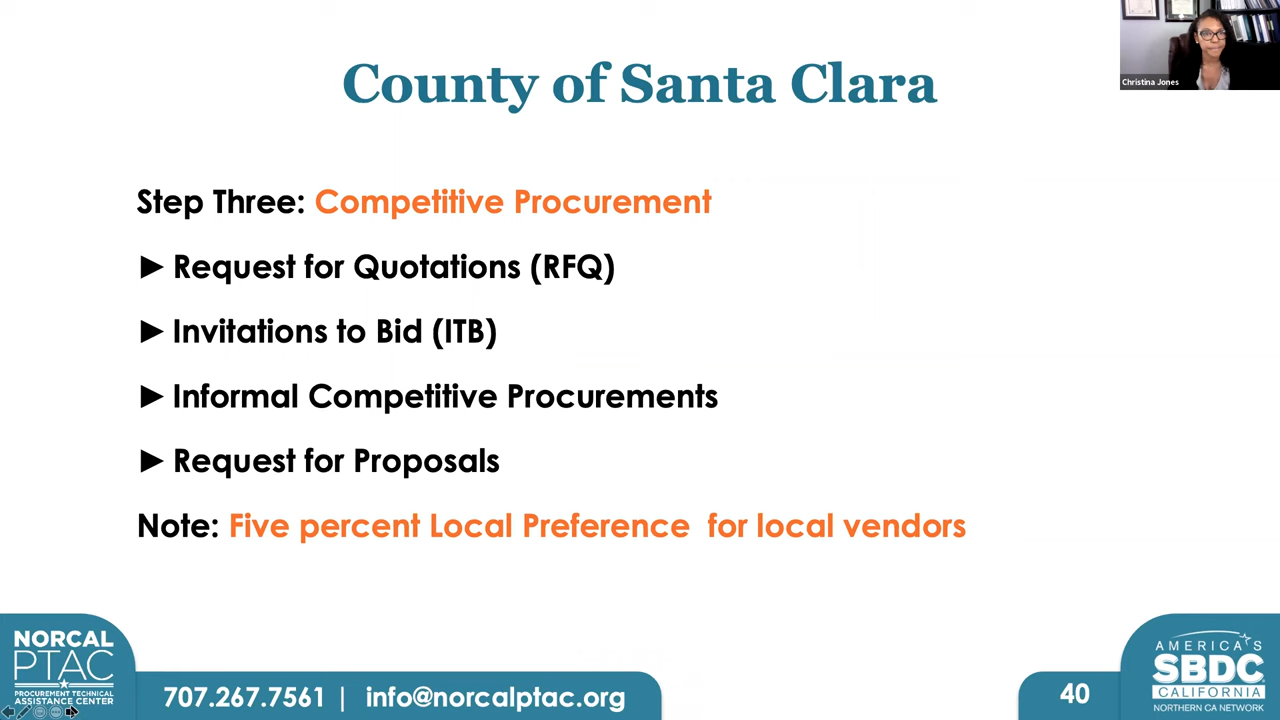 County of Santa Clara
Christina Jones
Step Three: Competitive Procurement
► Request for Quotations (RFQ)
► Invitations to Bid (ITB)
► Informal Competitive Procurements
► Request for Proposals
Note: Five percent Local Preference for local vendors
NORCAL
PTAC
PROCUREMENT TECHNICAL
ASSISTANCE CENTER
707.267.7561 | info@norcalptac.org
40
AMERICA'S
SBDC
CALIFORNIA
NORTHERN CA NETWORK